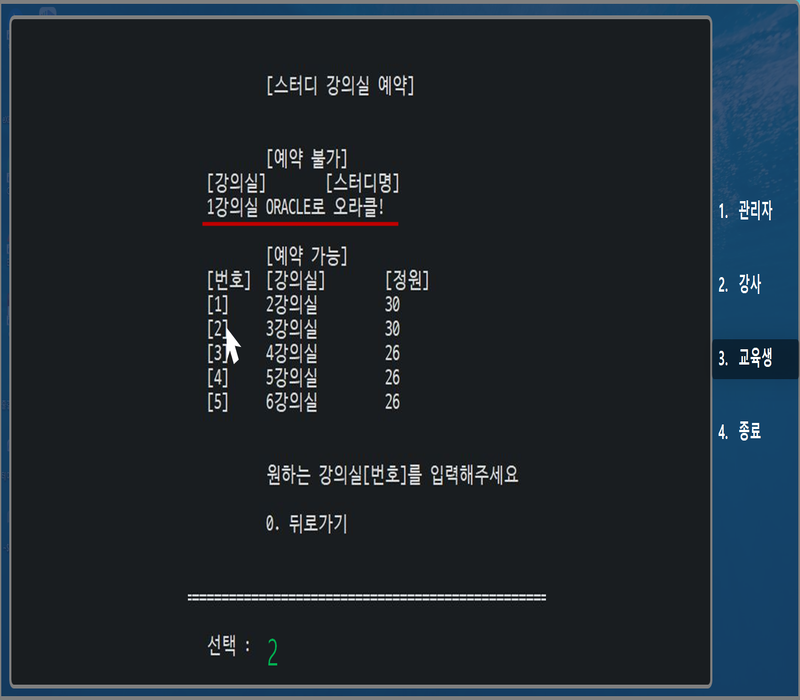 [스터디 강의실 예약]
[예약 불가]
[강의실] [스터디명]
1강의실 ORACLE로 오라클!
[예약 가능]
[번호] [강의실] [정원]
[1] 2강의실 30
[2] 3강의실 30
[3] 4강의실 26
[4] 5강의실 26
[5] 6강의실 26
원하는 강의실[번호]를 입력해주세요
0. 뒤로가기
==================================================
선택 : 2
1. 관리자
2. 강사
3. 교육생
4. 종료